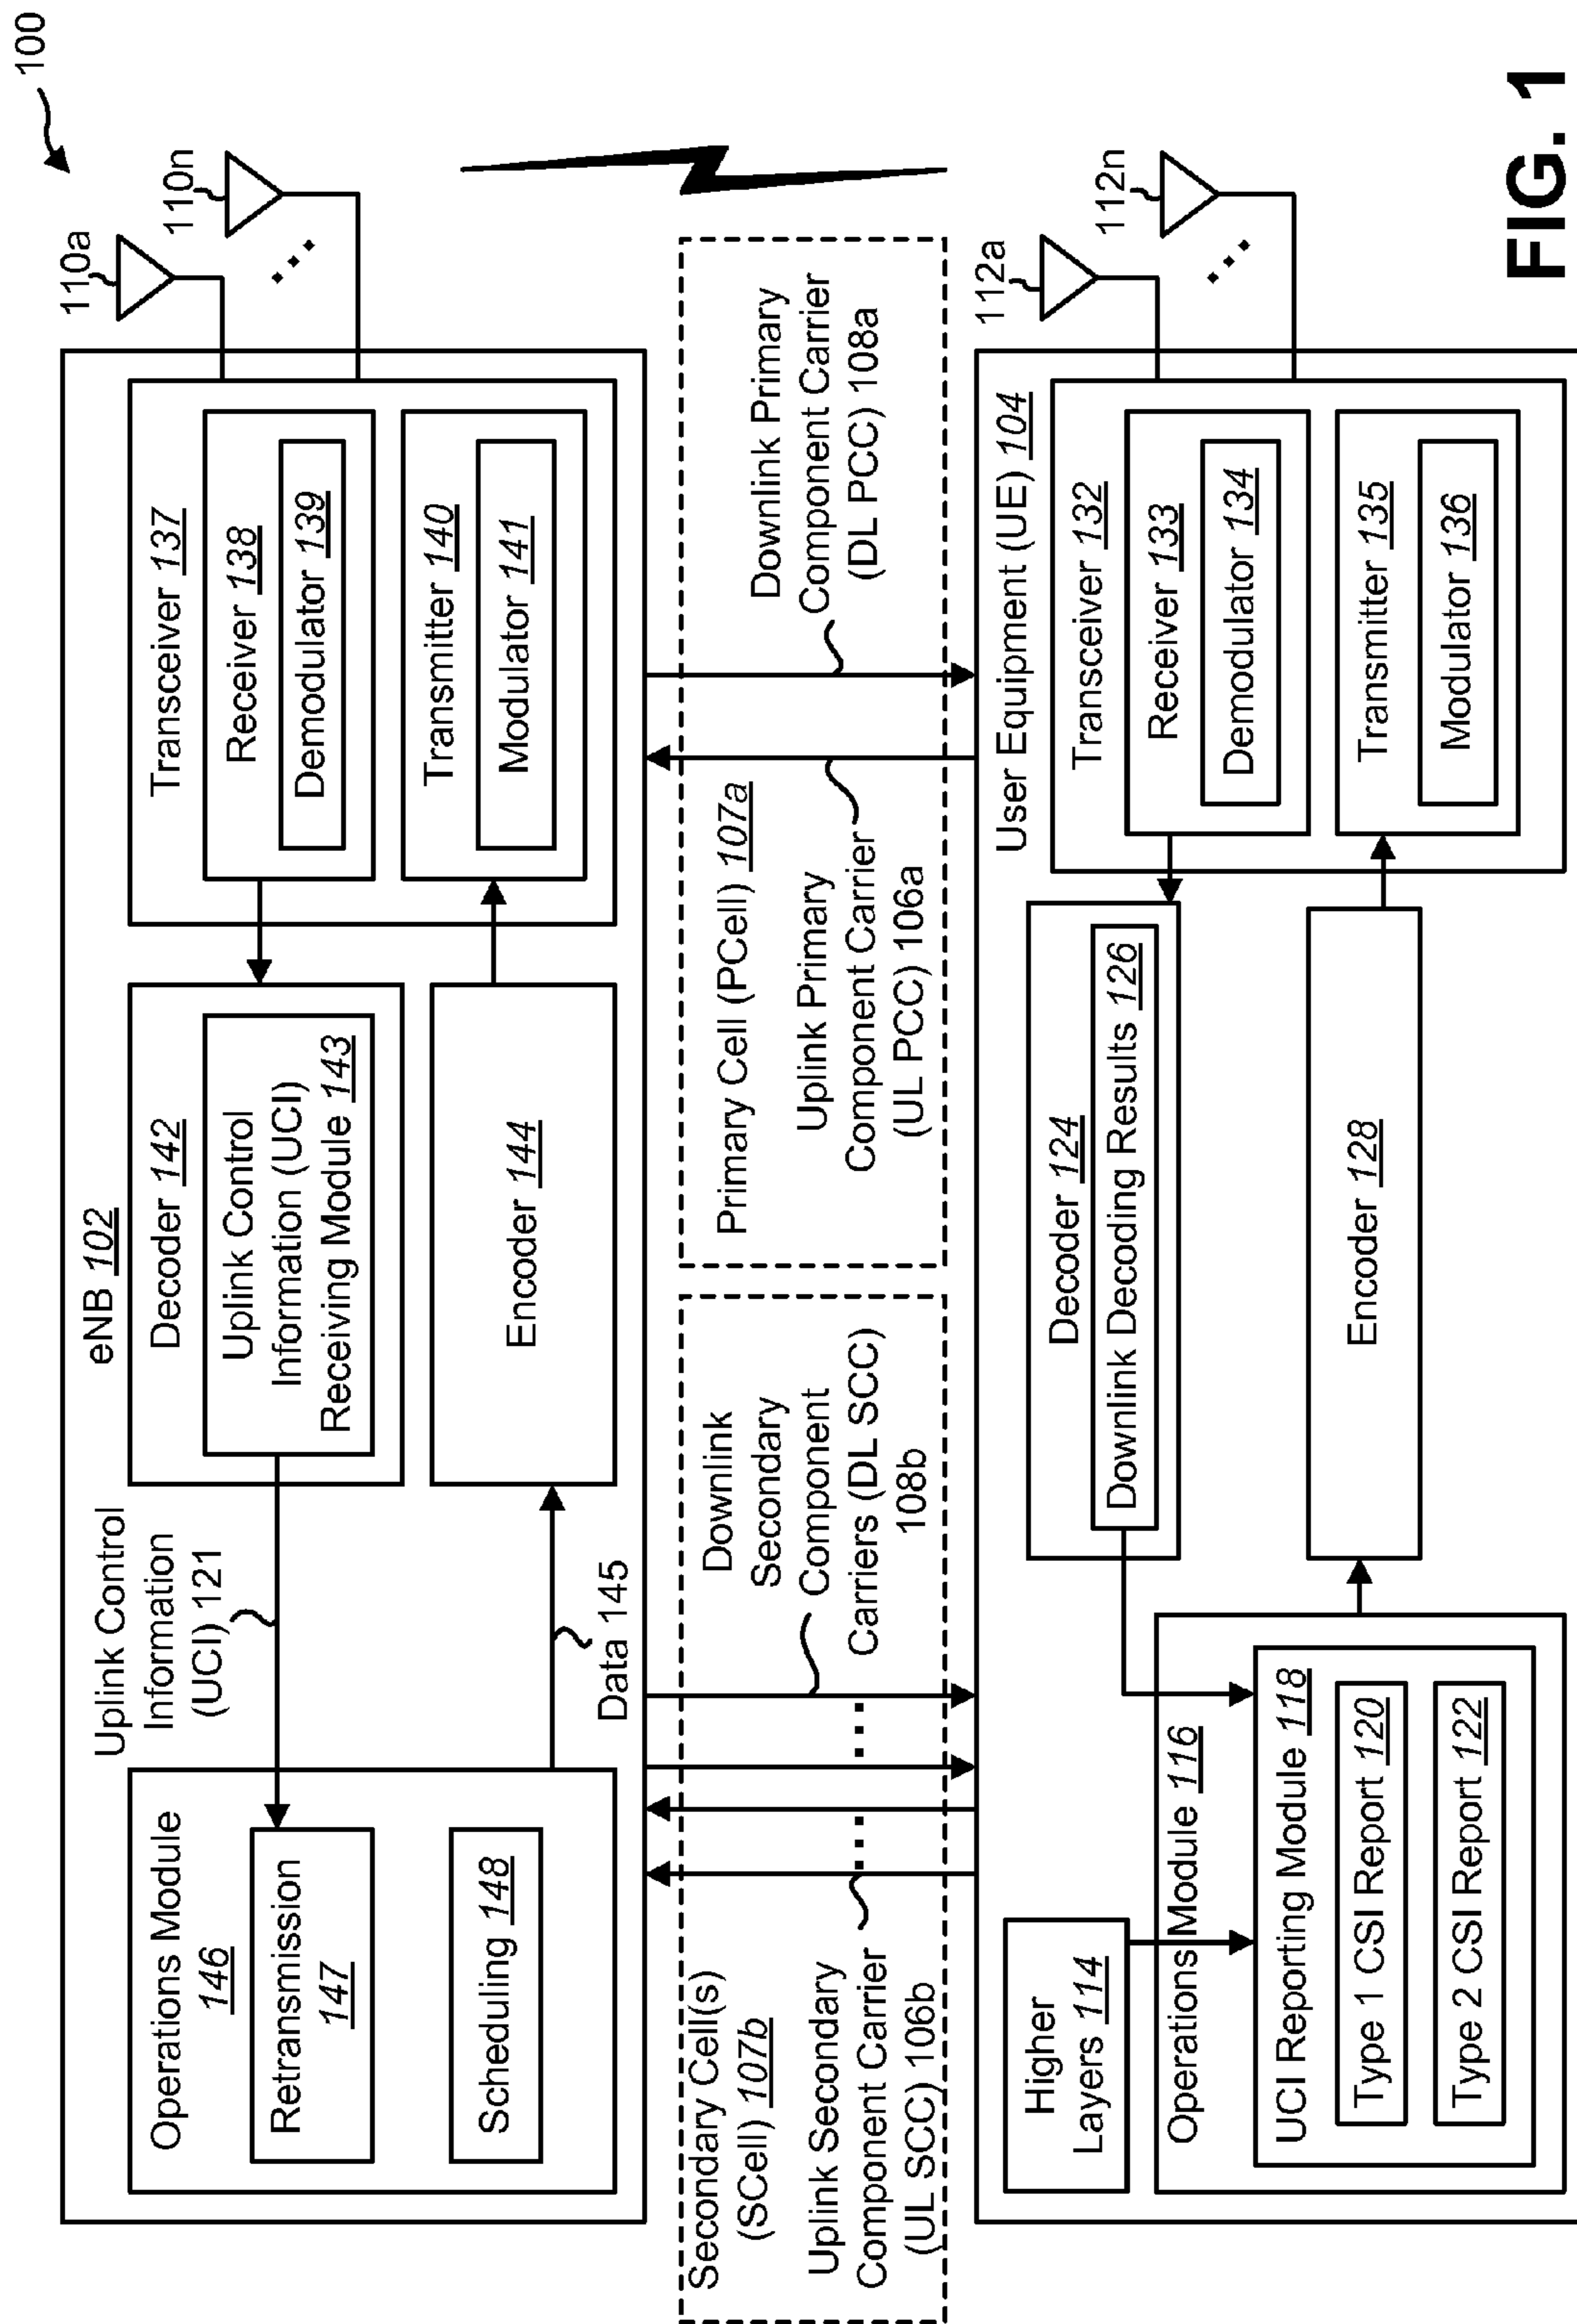 100
eNB 102
Operations Module
146
Retransmission
147
Scheduling 148
Uplink Control
Information
(UCI) 121
Data 145
Decoder 142
Uplink Control
Information (UCI)
Receiving Module 143
Encoder 144
Transceiver 137
Receiver 138
Demodulator 139
Transmitter 140
Modulator 141
110a
110n
Secondary Cell(s)
(SCell) 107b
Uplink Secondary
Component Carrier
(UL SCC) 106b
Downlink
Secondary
Component
Carriers (DL SCC)
108b
Primary Cell (PCell) 107a
Uplink Primary
Component Carrier
(UL PCC) 106a
Downlink Primary
Component Carrier
(DL PCC) 108a
User Equipment (UE) 104
Higher
Layers 114
Operations Module 116
UCI Reporting Module 118
Type 1 CSI Report 120
Type 2 CSI Report 122
Decoder 124
Downlink Decoding Results 126
Encoder 128
Transceiver 132
Receiver 133
Demodulator 134
Transmitter 135
Modulator 136
112a
112n
FIG. 1